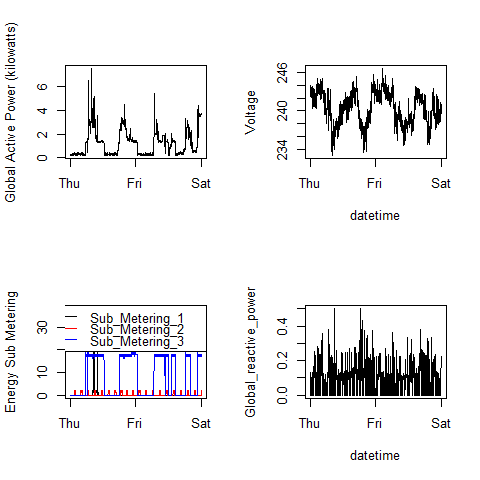 Global Active Power (kilowatts)
0 2 4 6
Thu Fri Sat
Voltage
234 240 246
Thu Fri Sat
datetime
Energy Sub Metering
0 10 30
Sub_Metering_1
Sub_Metering_2
Sub_Metering_3
Thu Fri Sat
Global_reactive_power
0.0 0.2 0.4
Thu Fri Sat
datetime